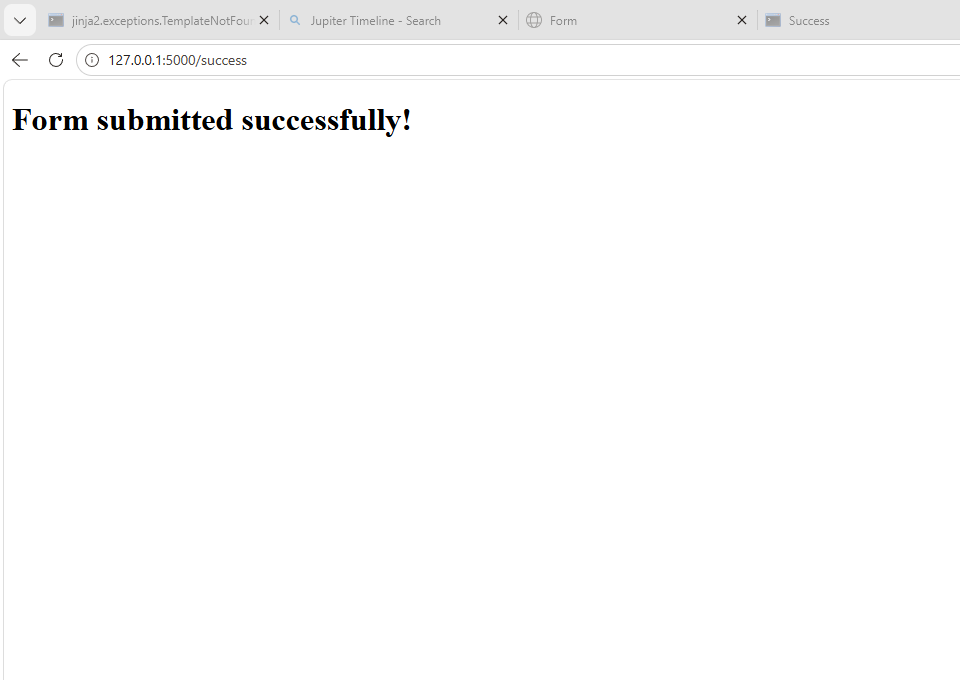 jinja2.exceptions.TemplateNotFou
Jupiter Timeline - Search
Form
Success
127.0.0.1:5000/success
Form submitted successfully!